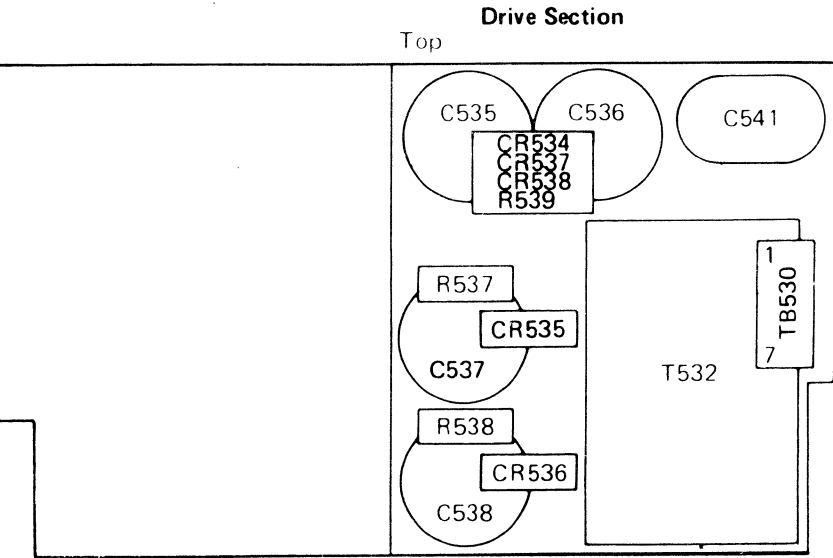 Drive Section
Top
C535
C536
C541
CR534
CR537
CR538
R539
R537
CR535
C537
1
TB530
7
T532
R538
CR536
C538